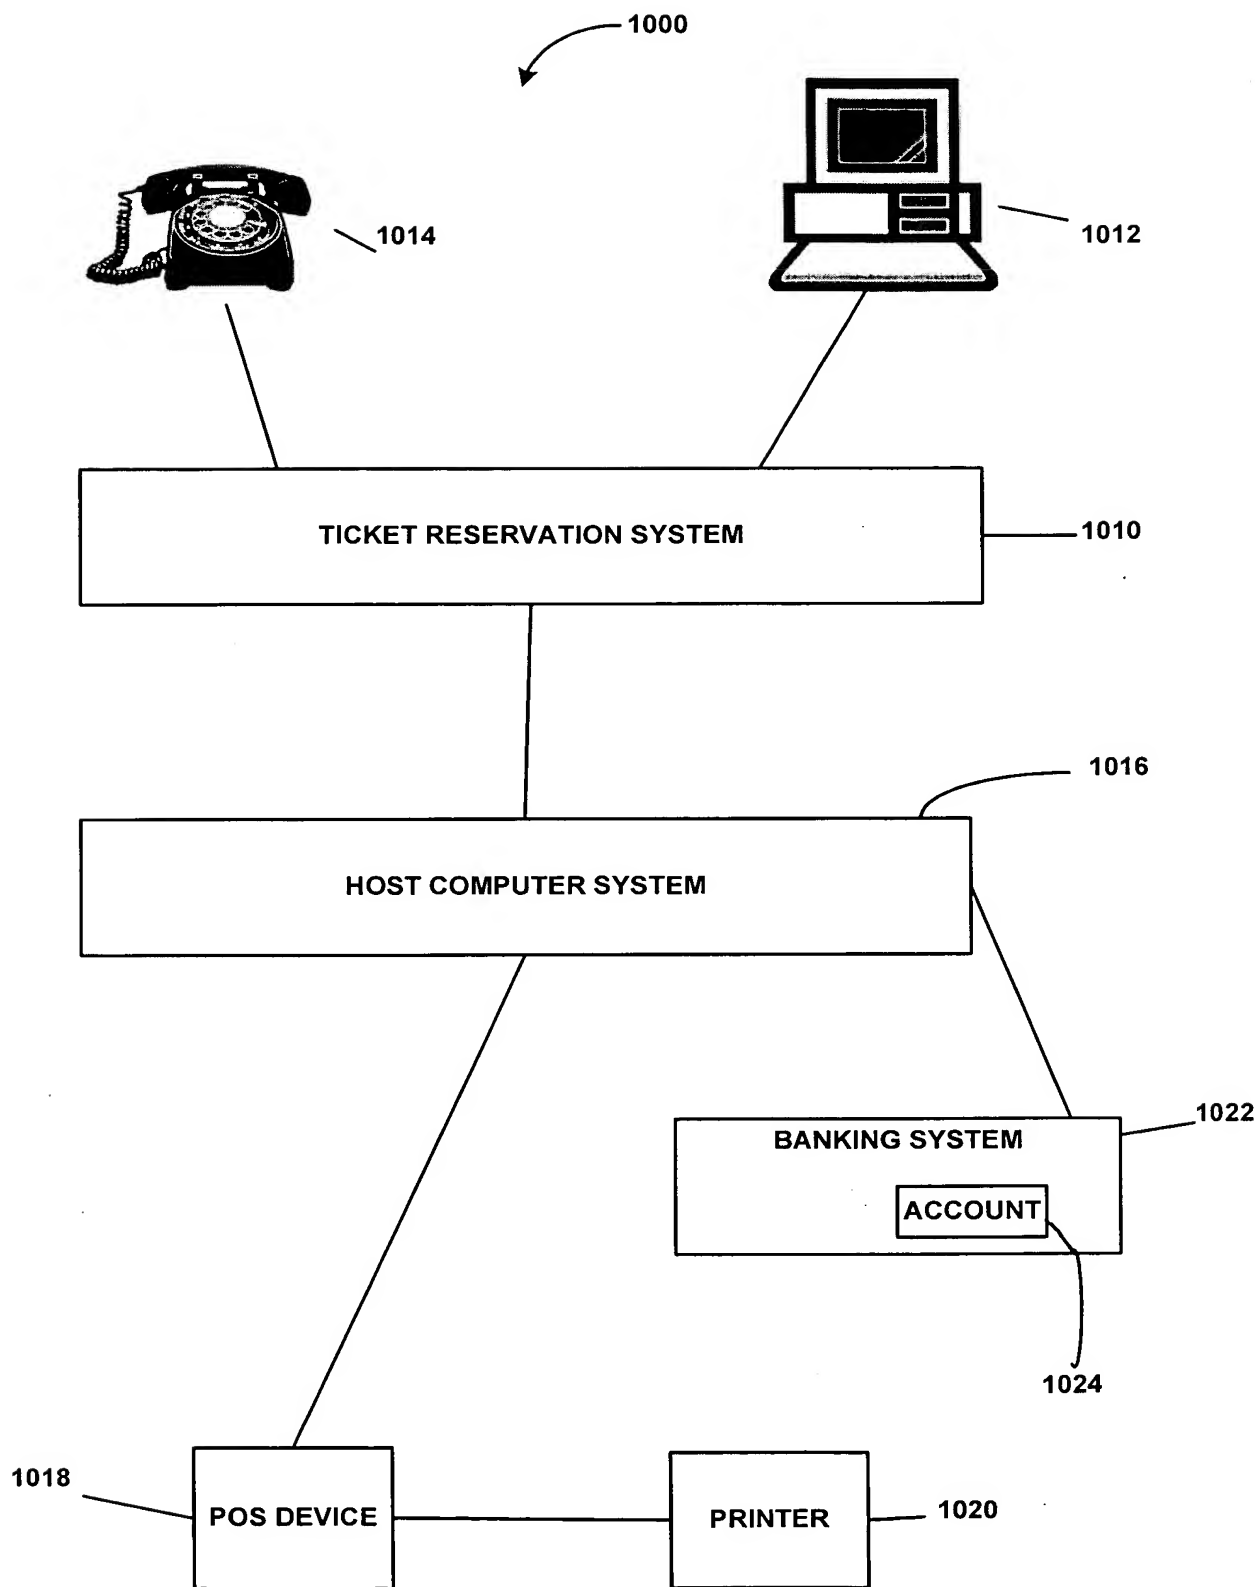 1000
1014
1012
TICKET RESERVATION SYSTEM
1010
1016
HOST COMPUTER SYSTEM
1022
BANKING SYSTEM
ACCOUNT
1024
1018
POS DEVICE
PRINTER
1020